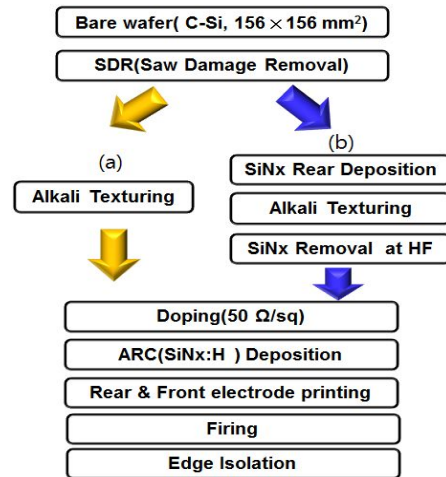 Bare wafer( C-Si, 156 × 156 mm²)
SDR(Saw Damage Removal)
(a)
Alkali Texturing
(b)
SiNx Rear Deposition
Alkali Texturing
SiNx Removal at HF
Doping(50 Ω/sq)
ARC(SiNx:H ) Deposition
Rear & Front electrode printing
Firing
Edge Isolation